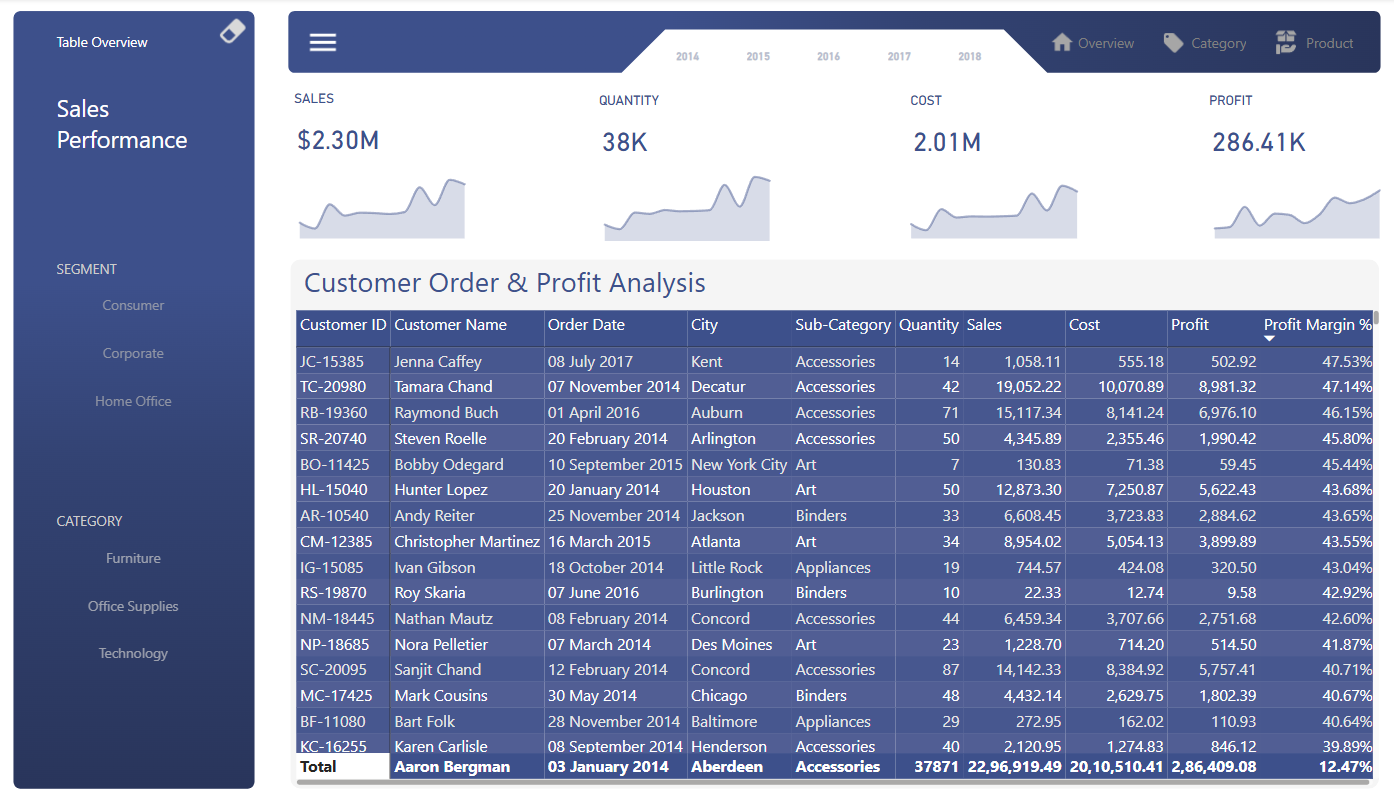 Table Overview
Sales
Performance
SEGMENT
Consumer
Corporate
Home Office
CATEGORY
Furniture
Office Supplies
Technology
2014 2015 2016 2017 2018
Overview Category Product
SALES QUANTITY COST PROFIT
$2.30M 38K 2.01M 286.41K
Customer Order & Profit Analysis
Customer ID Customer Name Order Date City Sub-Category Quantity Sales Cost Profit Profit Margin %
JC-15385 Jenna Caffey 08 July 2017 Kent Accessories 14 1,058.11 555.18 502.92 47.53%
TC-20980 Tamara Chand 07 November 2014 Decatur Accessories 42 19,052.22 10,070.89 8,981.32 47.14%
RB-19360 Raymond Buch 01 April 2016 Auburn Accessories 71 15,117.34 8,141.24 6,976.10 46.15%
SR-20740 Steven Roelle 20 February 2014 Arlington Accessories 50 4,345.89 2,355.46 1,990.42 45.80%
BO-11425 Bobby Odegard 10 September 2015 New York City Art 7 130.83 71.38 59.45 45.44%
HL-15040 Hunter Lopez 20 January 2014 Houston Art 50 12,873.30 7,250.87 5,622.43 43.68%
AR-10540 Andy Reiter 25 November 2014 Jackson Binders 33 6,608.45 3,723.83 2,884.62 43.65%
CM-12385 Christopher Martinez 16 March 2015 Atlanta Art 34 8,954.02 5,054.13 3,899.89 43.55%
IG-15085 Ivan Gibson 18 October 2014 Little Rock Appliances 19 744.57 424.08 320.50 43.04%
RS-19870 Roy Skaria 07 June 2016 Burlington Binders 10 22.33 12.74 9.58 42.92%
NM-18445 Nathan Mautz 08 February 2014 Concord Accessories 44 6,459.34 3,707.66 2,751.68 42.60%
NP-18685 Nora Pelletier 07 March 2014 Des Moines Art 23 1,228.70 714.20 514.50 41.87%
SC-20095 Sanjit Chand 12 February 2014 Concord Accessories 87 14,142.33 8,384.92 5,757.41 40.71%
MC-17425 Mark Cousins 30 May 2014 Chicago Binders 48 4,432.14 2,629.75 1,802.39 40.67%
BF-11080 Bart Folk 28 November 2014 Baltimore Appliances 29 272.95 162.02 110.93 40.64%
KC-16255 Karen Carlisle 08 September 2014 Henderson Accessories 40 2,120.95 1,274.83 846.12 39.89%
Total Aaron Bergman 03 January 2014 Aberdeen Accessories 37871 22,96,919.49 20,10,510.41 2,86,409.08 12.47%